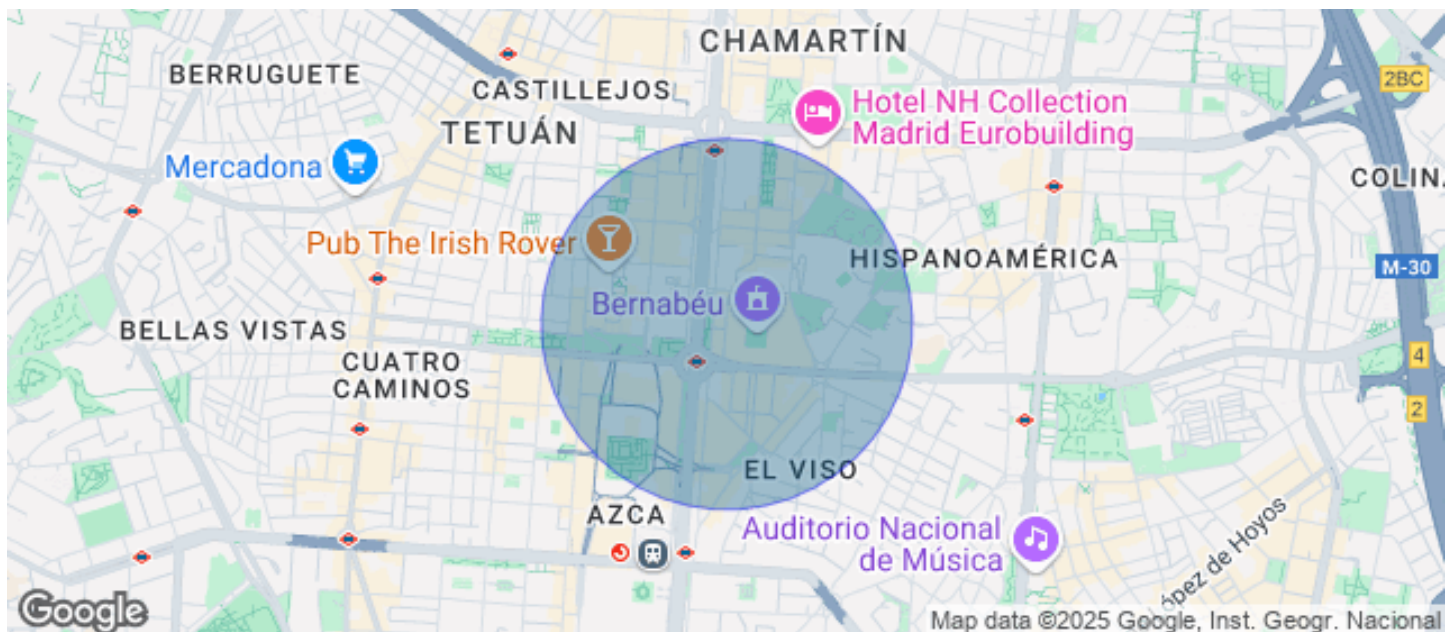 CHAMARTÍN
BERRUGUETE
CASTILLEJOS
2BC
Hotel NH Collection
Madrid Eurobuilding
TETUÁN
Mercadona
COLINA
Pub The Irish Rover
HISPANOAMÉRICA
M-30
Bernabéu
BELLAS VISTAS
CUATRO
CAMINOS
4
2
EL VISO
AZCA
Auditorio Nacional
de Música
López de Hoyos
Google
Map data ©2025 Google, Inst. Geogr. Nacional